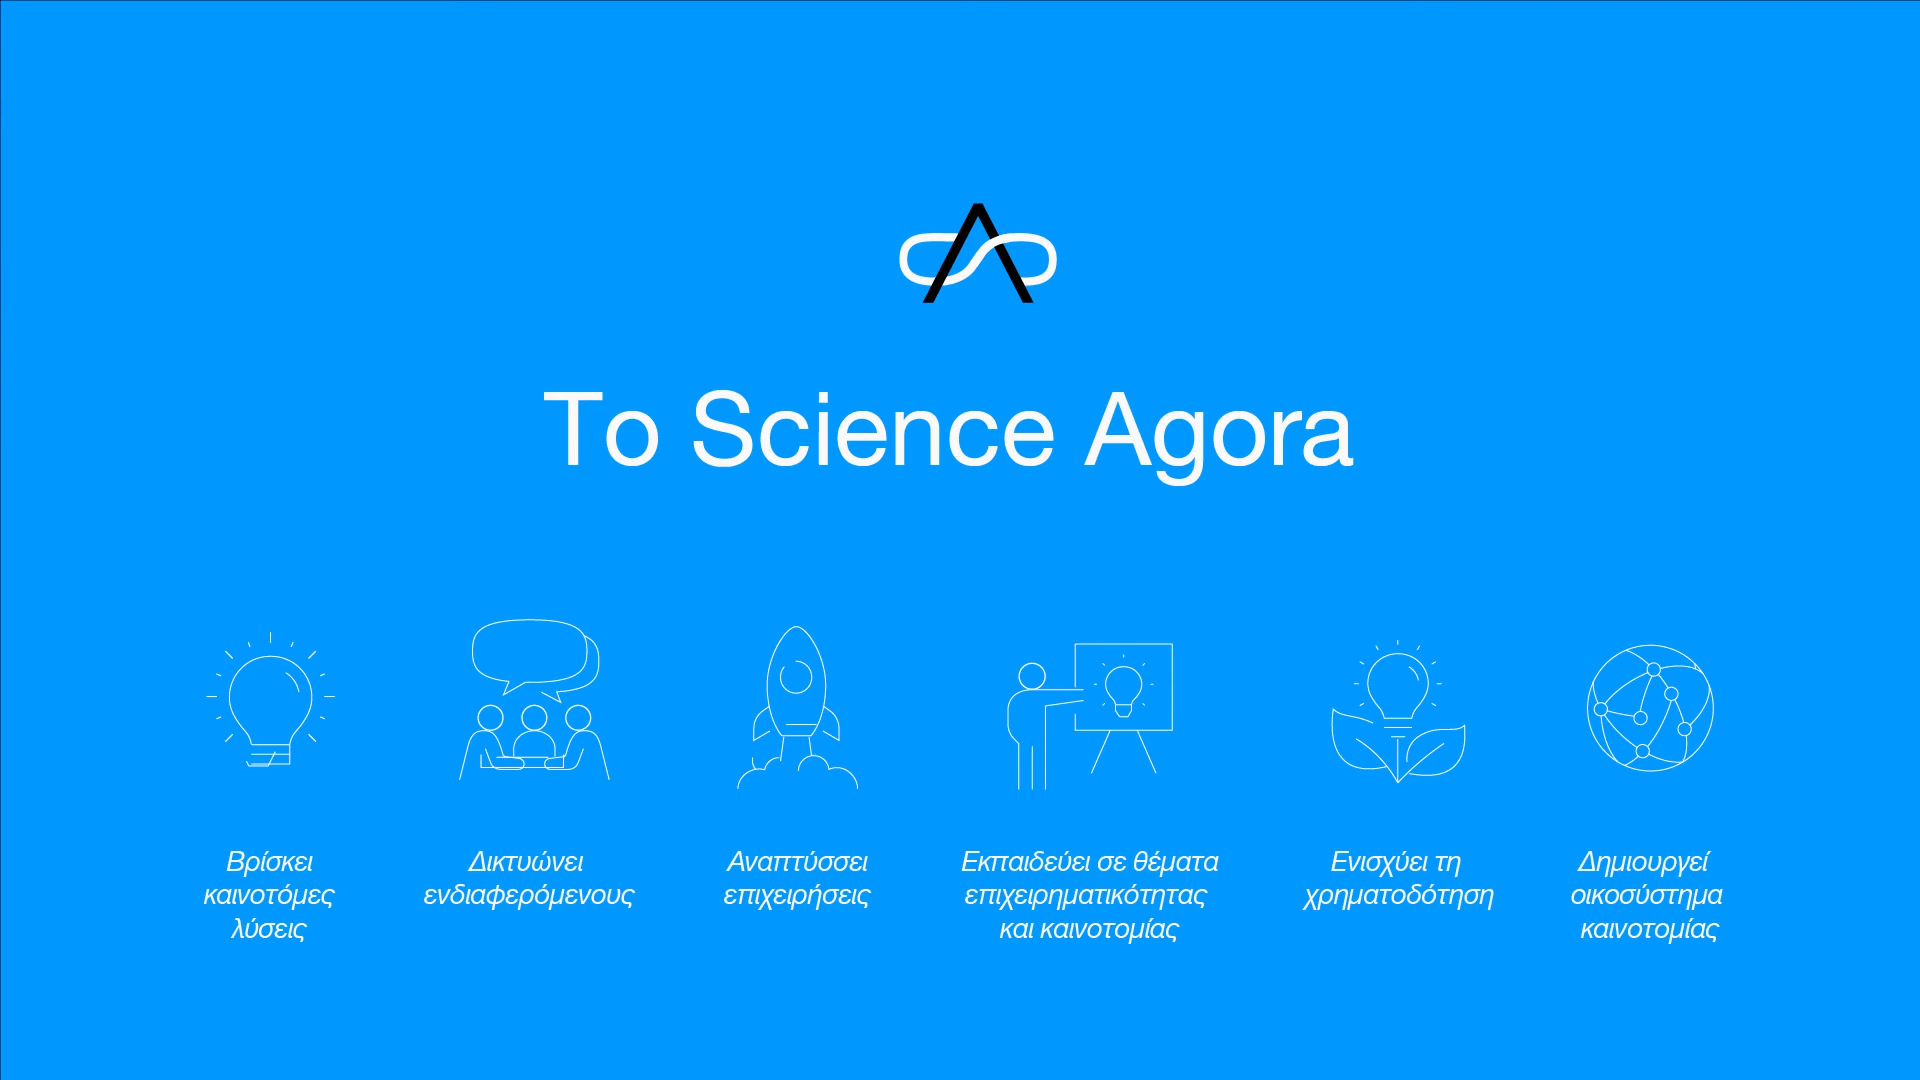 Το Science Agora
Βρίσκει
καινοτόμες
λύσεις
Δικτυώνει
ενδιαφερόμενους
Αναπτύσσει
επιχειρήσεις
Εκπαιδεύει σε θέματα
επιχειρηματικότητας
και καινοτομίας
Ενισχύει τη
χρηματοδότηση
Δημιουργεί
οικοσύστημα
καινοτομίας